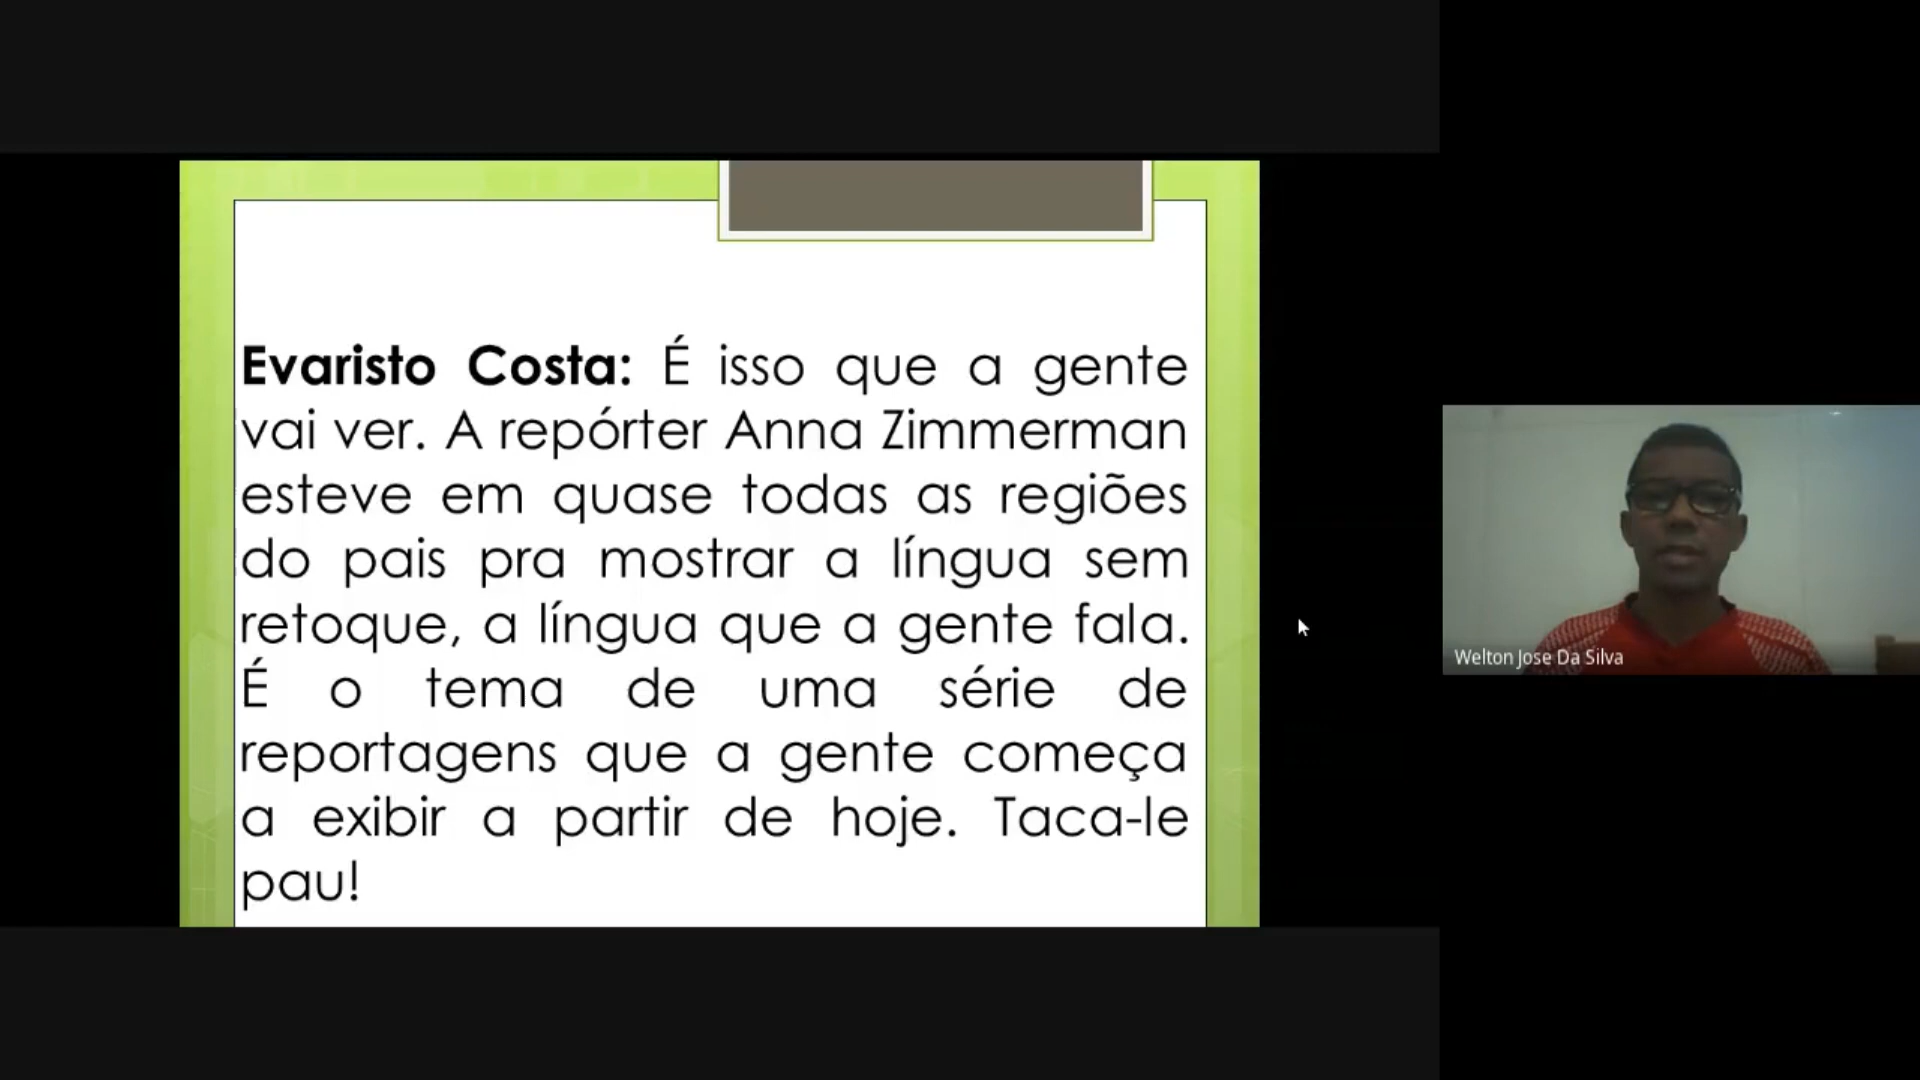 Evaristo Costa: É isso que a gente
vai ver. A repórter Anna Zimmerman
esteve em quase todas as regiões
do pais pra mostrar a língua sem
retoque, a língua que a gente fala.
É o tema de uma série de
reportagens que a gente começa
a exibir a partir de hoje. Taca-le
pau!
Welton Jose Da Silva